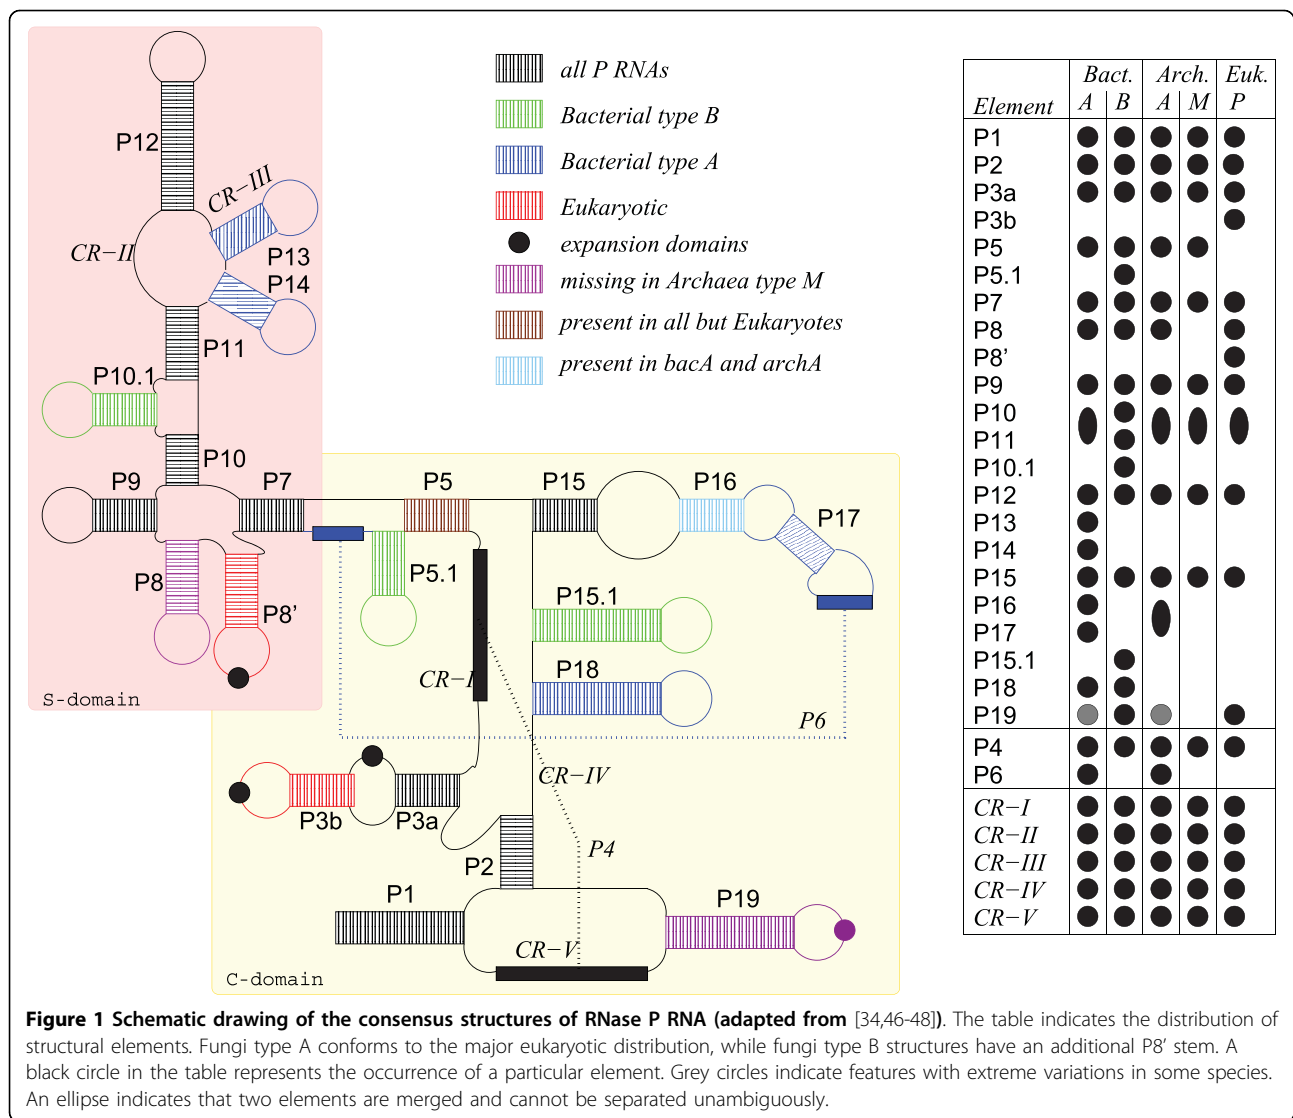 P12
CR−III
CR−II
P13
P14
P11
P10.1
P10
P9
P7
P8
P8’
S-domain
all P RNAs
Bacterial type B
Bacterial type A
Eukaryotic
expansion domains
missing in Archaea type M
present in all but Eukaryotes
present in bacA and archA
P5
P15
P16
P17
P5.1
P15.1
CR−I
P18
P6
CR−IV
P3b
P3a
P4
P2
P1
P19
CR−V
C-domain
Bact. Arch. Euk.
Element A B A M P
P1
P2
P3a
P3b
P5
P5.1
P7
P8
P8’
P9
P10
P11
P10.1
P12
P13
P14
P15
P16
P17
P15.1
P18
P19
P4
P6
CR−I
CR−II
CR−III
CR−IV
CR−V
Figure 1 Schematic drawing of the consensus structures of RNase P RNA (adapted from [34,46-48]). The table indicates the distribution of
structural elements. Fungi type A conforms to the major eukaryotic distribution, while fungi type B structures have an additional P8’ stem. A
black circle in the table represents the occurrence of a particular element. Grey circles indicate features with extreme variations in some species.
An ellipse indicates that two elements are merged and cannot be separated unambiguously.